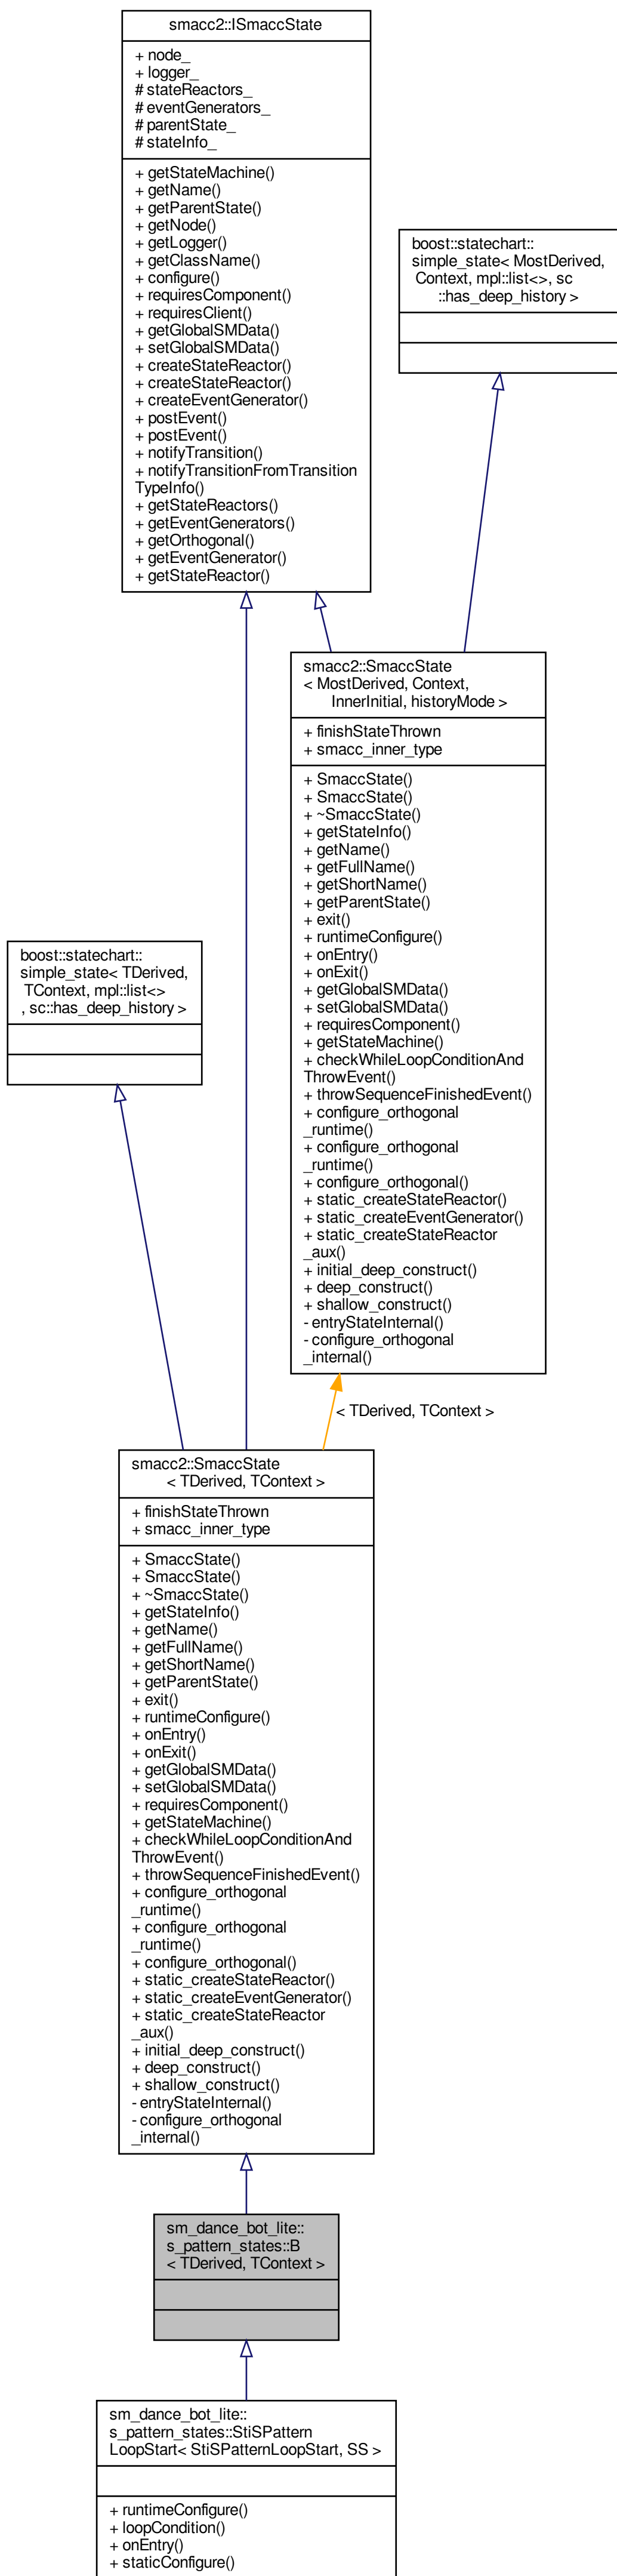 smacc2::ISmaccState
+ node_
+ logger_
# stateReactors_
# eventGenerators_
# parentState_
# stateInfo_
+ getStateMachine()
+ getName()
+ getParentState()
+ getNode()
+ getLogger()
+ getClassName()
+ configure()
+ requiresComponent()
+ requiresClient()
+ getGlobalSMData()
+ setGlobalSMData()
+ createStateReactor()
+ createStateReactor()
+ createEventGenerator()
+ postEvent()
+ postEvent()
+ notifyTransition()
+ notifyTransitionFromTransition
TypeInfo()
+ getStateReactors()
+ getEventGenerators()
+ getOrthogonal()
+ getEventGenerator()
+ getStateReactor()
boost::statechart::
simple_state< MostDerived,
Context, mpl::list<>, sc
::has_deep_history >
smacc2::SmaccState
< MostDerived, Context,
InnerInitial, historyMode >
+ finishStateThrown
+ smacc_inner_type
+ SmaccState()
+ SmaccState()
+ ~SmaccState()
+ getStateInfo()
+ getName()
+ getFullName()
+ getShortName()
+ getParentState()
+ exit()
+ runtimeConfigure()
+ onEntry()
+ onExit()
+ getGlobalSMData()
+ setGlobalSMData()
+ requiresComponent()
+ getStateMachine()
+ checkWhileLoopConditionAnd
ThrowEvent()
+ throwSequenceFinishedEvent()
+ configure_orthogonal
_runtime()
+ configure_orthogonal
_runtime()
+ configure_orthogonal()
+ static_createStateReactor()
+ static_createEventGenerator()
+ static_createStateReactor
_aux()
+ initial_deep_construct()
+ deep_construct()
+ shallow_construct()
- entryStateInternal()
- configure_orthogonal
_internal()
boost::statechart::
simple_state< TDerived,
TContext, mpl::list<>
, sc::has_deep_history >
< TDerived, TContext >
smacc2::SmaccState
< TDerived, TContext >
+ finishStateThrown
+ smacc_inner_type
+ SmaccState()
+ SmaccState()
+ ~SmaccState()
+ getStateInfo()
+ getName()
+ getFullName()
+ getShortName()
+ getParentState()
+ exit()
+ runtimeConfigure()
+ onEntry()
+ onExit()
+ getGlobalSMData()
+ setGlobalSMData()
+ requiresComponent()
+ getStateMachine()
+ checkWhileLoopConditionAnd
ThrowEvent()
+ throwSequenceFinishedEvent()
+ configure_orthogonal
_runtime()
+ configure_orthogonal
_runtime()
+ configure_orthogonal()
+ static_createStateReactor()
+ static_createEventGenerator()
+ static_createStateReactor
_aux()
+ initial_deep_construct()
+ deep_construct()
+ shallow_construct()
- entryStateInternal()
- configure_orthogonal
_internal()
sm_dance_bot_lite::
s_pattern_states::B
< TDerived, TContext >
sm_dance_bot_lite::
s_pattern_states::StiSPattern
LoopStart< StiSPatternLoopStart, SS >
+ runtimeConfigure()
+ loopCondition()
+ onEntry()
+ staticConfigure()